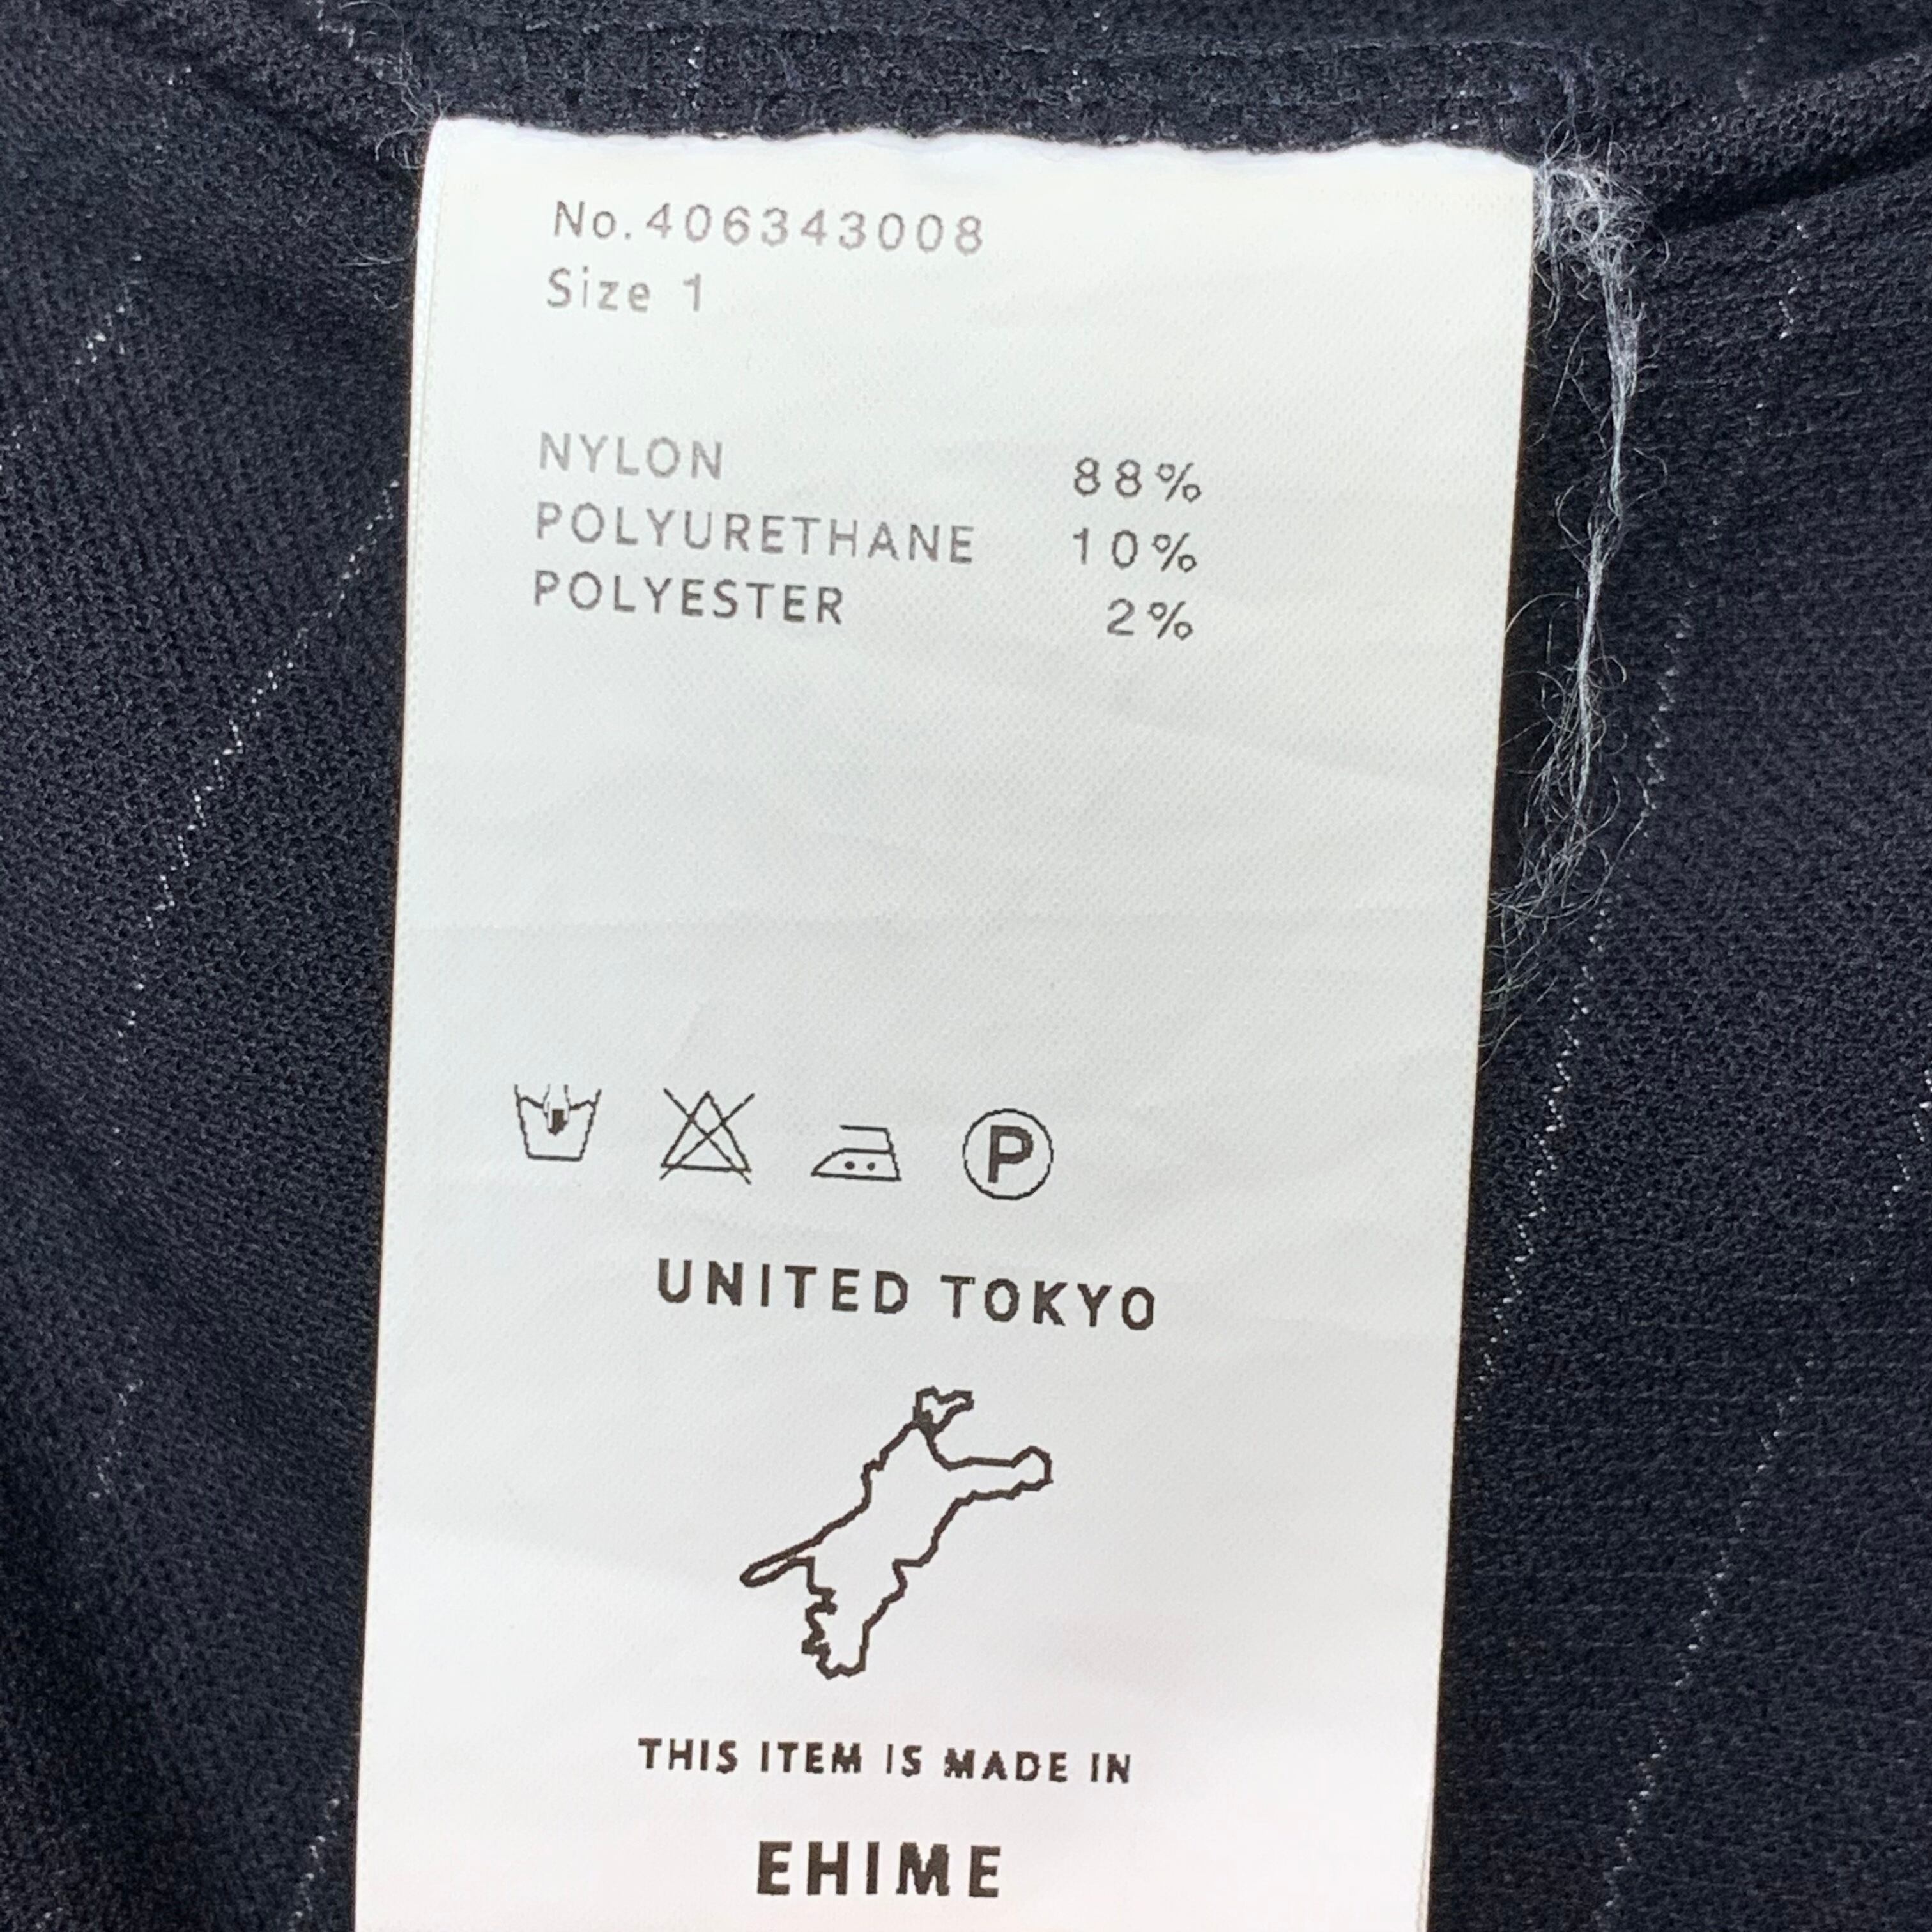 No.406343008
Size 1
NYLON 88%
POLYURETHANE 10%
POLYESTER 2%
P
UNITED TOKYO
THIS ITEM IS MADE IN
EHIME